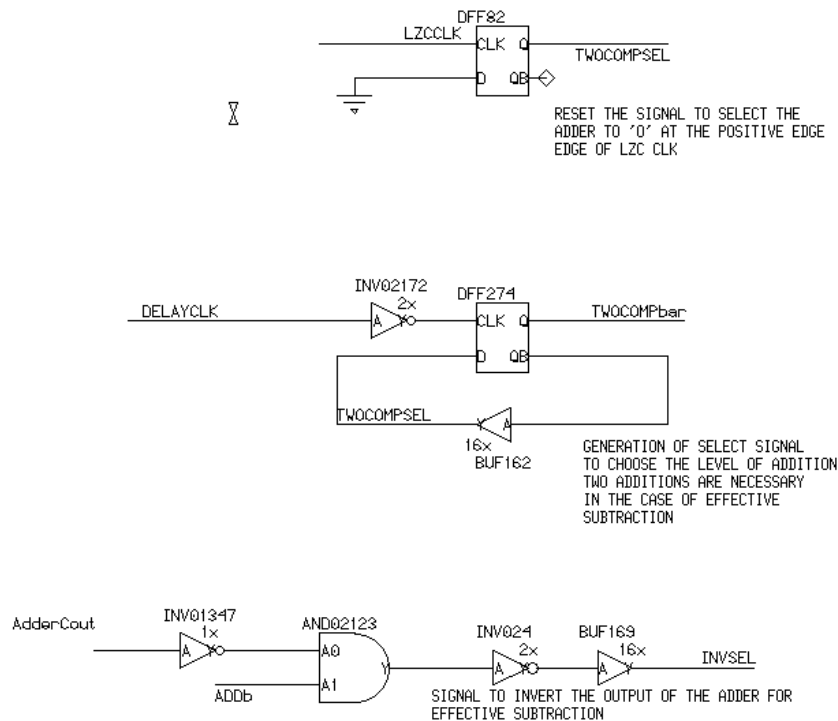 DFF82
LZCCLK
CLK Q
TWOCOMPSEL
D QB
RESET THE SIGNAL TO SELECT THE
ADDER TO '0' AT THE POSITIVE EDGE
EDGE OF LZC CLK
INV02172
2x
DFF274
DELAYCLK
A Y
CLK Q
TWOCOMPbar
D QB
TWOCOMPSEL
Y A
16x
BUF162
GENERATION OF SELECT SIGNAL
TO CHOOSE THE LEVEL OF ADDITION
TWO ADDITIONS ARE NECESSARY
IN THE CASE OF EFFECTIVE
SUBTRACTION
INV01347
AND02123
INV024
BUF169
AdderCout
1x
2x
16x
A Y
A0
Y
A Y
A Y
INVSEL
A1
ADDb
SIGNAL TO INVERT THE OUTPUT OF THE ADDER FOR
EFFECTIVE SUBTRACTION